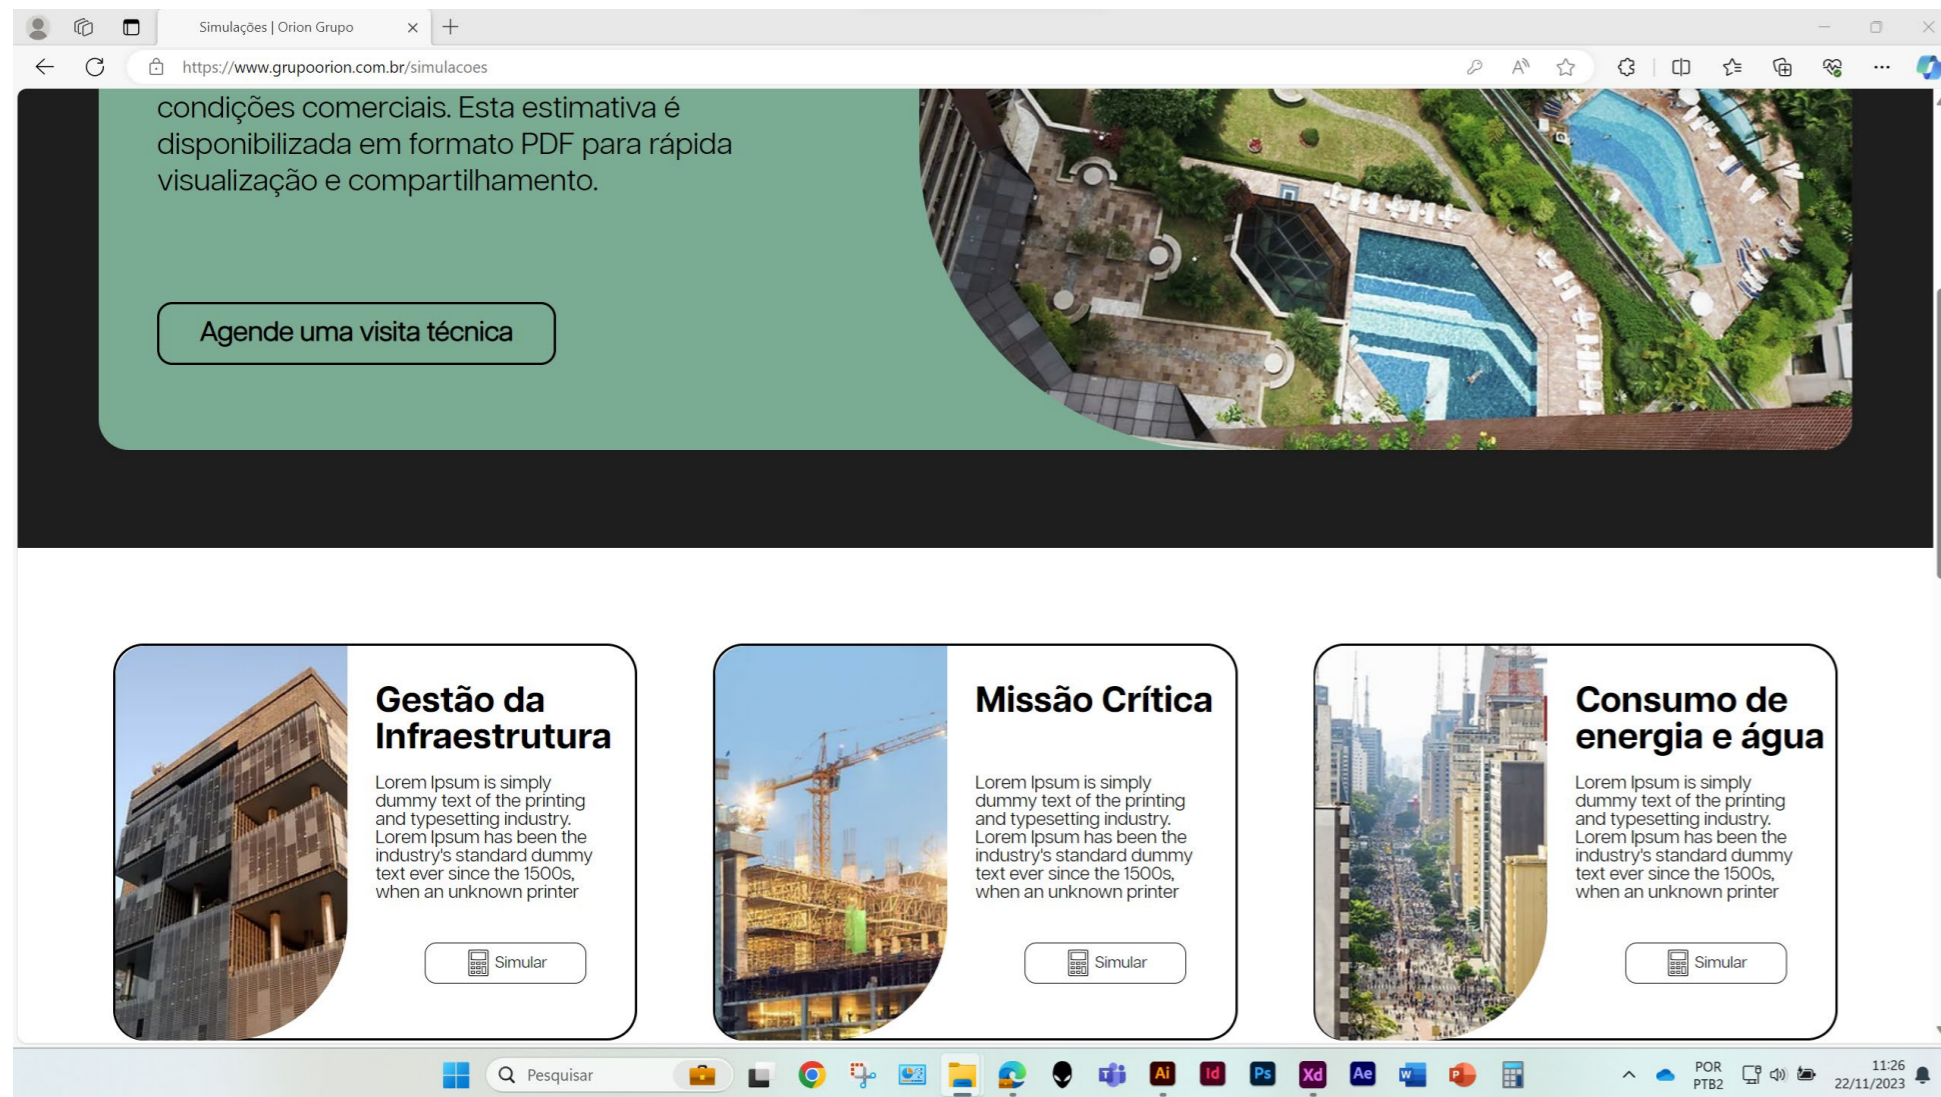 Simulações | Orion Grupo
https://www.grupoorion.com.br/simulacoes
condições comerciais. Esta estimativa é
disponibilizada em formato PDF para rápida
visualização e compartilhamento.
Agende uma visita técnica
Gestão da
Infraestrutura
Lorem Ipsum is simply
dummy text of the printing
and typesetting industry.
Lorem Ipsum has been the
industry's standard dummy
text ever since the 1500s,
when an unknown printer
Simular
Missão Crítica
Lorem Ipsum is simply
dummy text of the printing
and typesetting industry.
Lorem Ipsum has been the
industry's standard dummy
text ever since the 1500s,
when an unknown printer
Simular
Consumo de
energia e água
Lorem Ipsum is simply
dummy text of the printing
and typesetting industry.
Lorem Ipsum has been the
industry's standard dummy
text ever since the 1500s,
when an unknown printer
Simular
Pesquisar
Ai
Id
Ps
Xd
Ae
W
P
POR
PTB2
11:26
22/11/2023